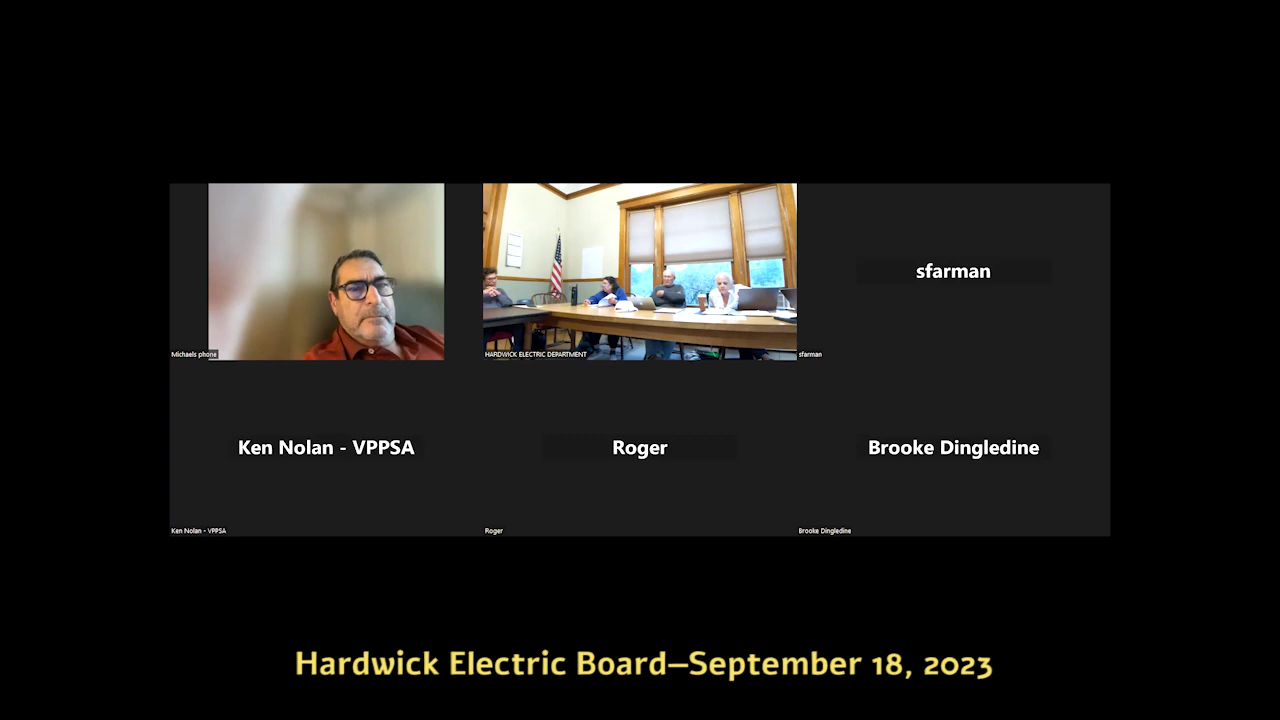 sfarman
Michaels phone
HARDWICK ELECTRIC DEPARTMENT
sfarman
Ken Nolan - VPPSA
Roger
Brooke Dingledine
Ken Nolan - VPPSA
Roger
Brooke Dingledine
Hardwick Electric Board—September 18, 2023